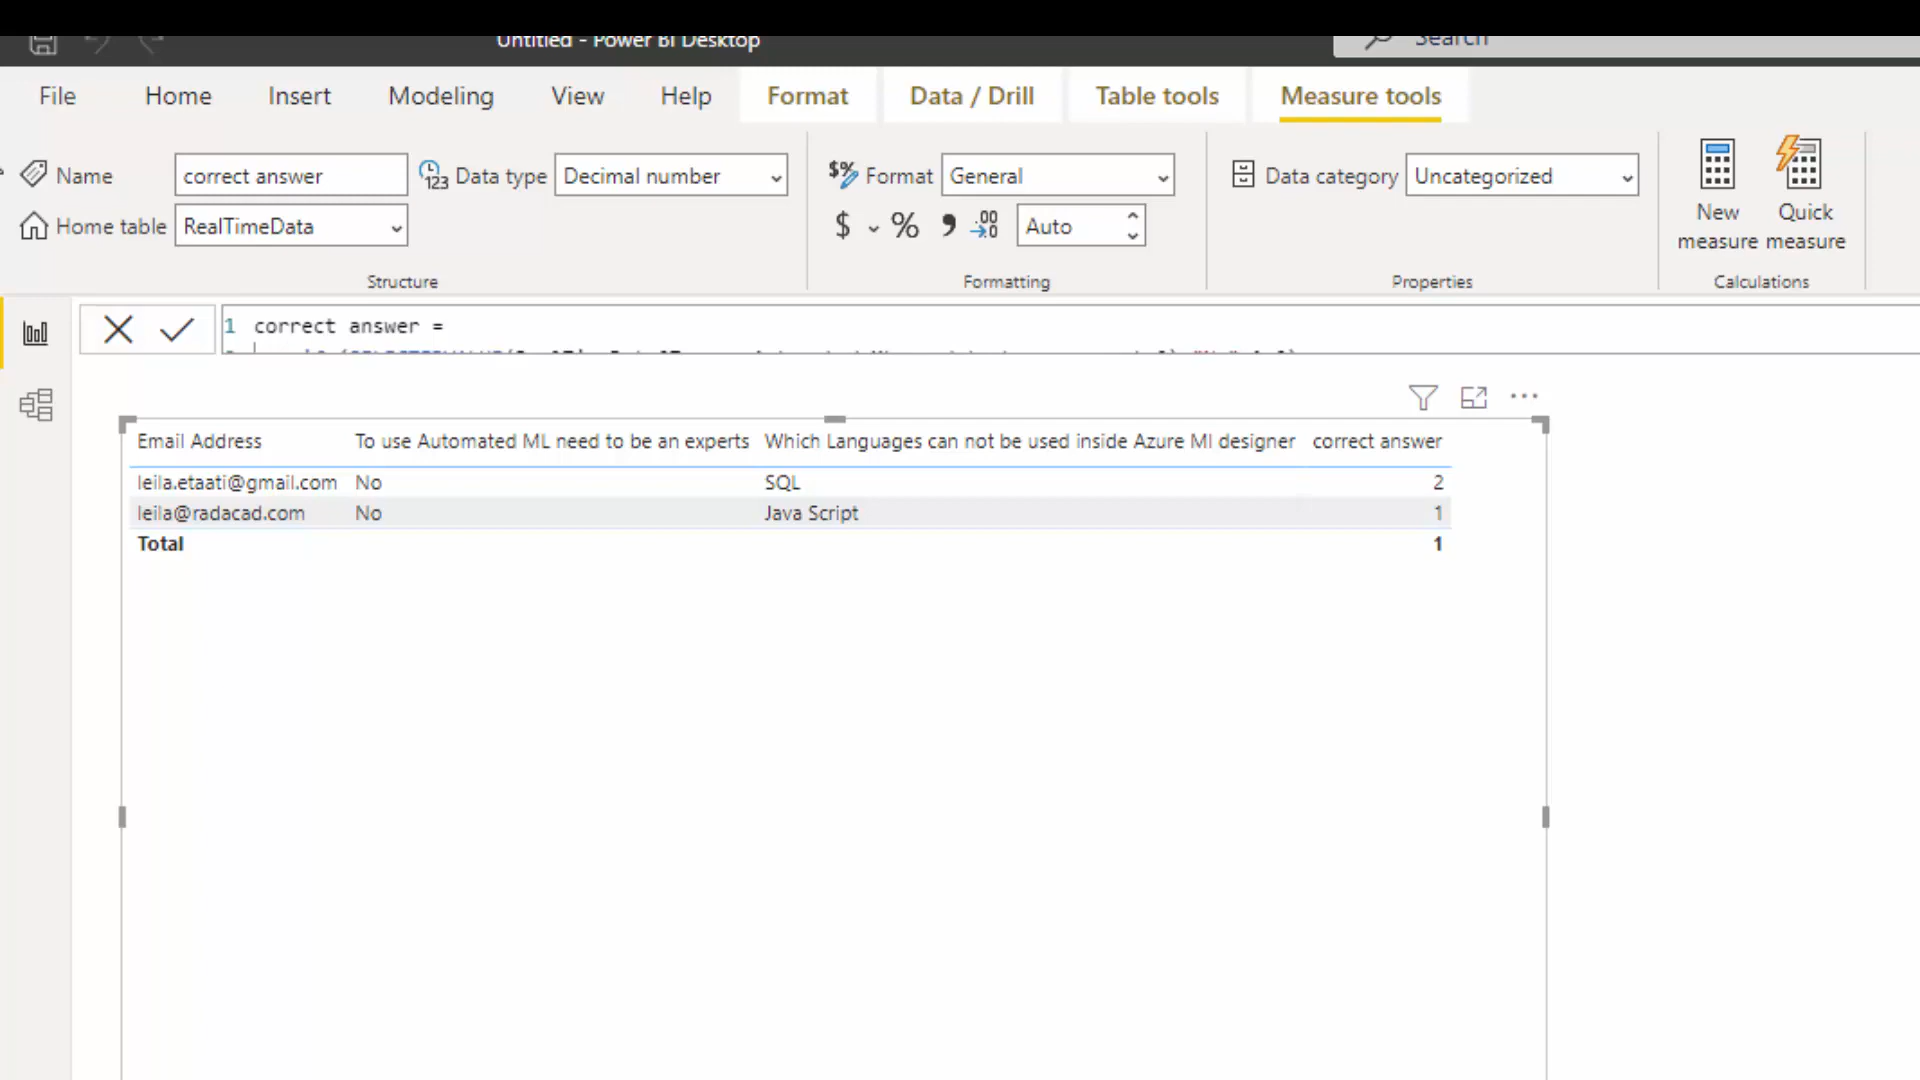 Untitled - Power BI Desktop
Search
File Home Insert Modeling View Help Format Data / Drill Table tools Measure tools
Name correct answer Data type Decimal number $% Format General Data category Uncategorized
Home table RealTimeData $ % , .00 .0 Auto
New measure
Quick measure
Structure Formatting Properties Calculations
1 correct answer =
Email Address To use Automated ML need to be an experts Which Languages can not be used inside Azure Ml designer correct answer
leila.etaati@gmail.com No SQL 2
leila@radacad.com No Java Script 1
Total 1